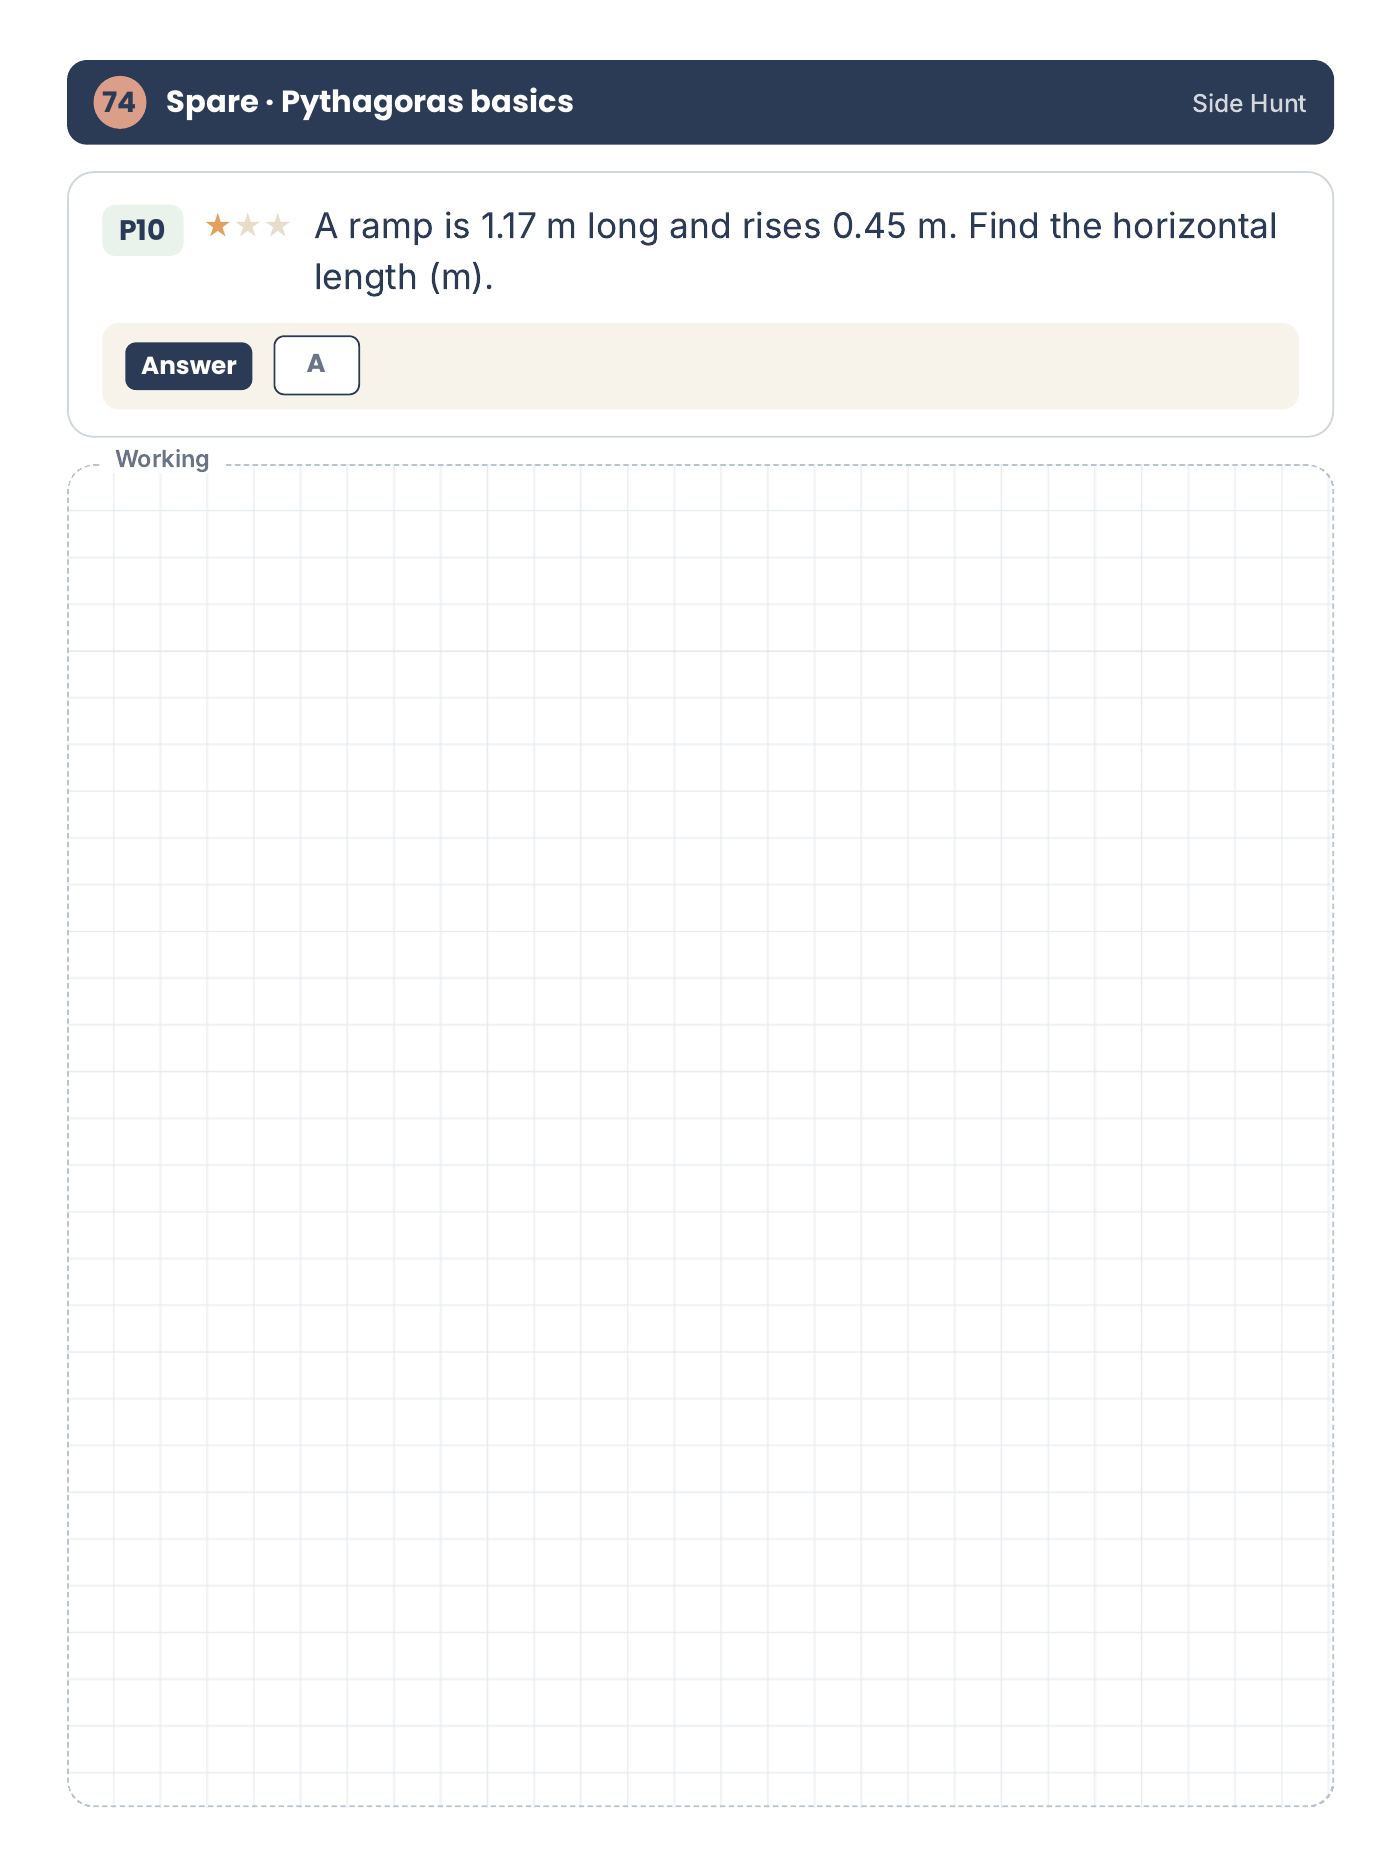 74 Spare · Pythagoras basics Side Hunt
P10 ★★★ A ramp is 1.17 m long and rises 0.45 m. Find the horizontal
length (m).
Answer A
Working